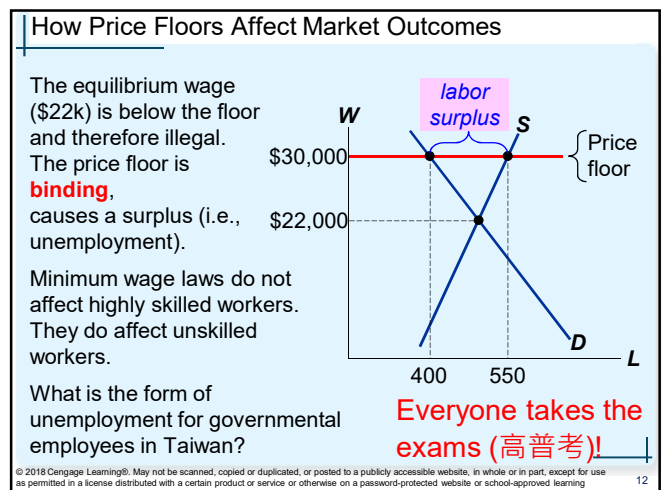 How Price Floors Affect Market Outcomes
The equilibrium wage
($22k) is below the floor
and therefore illegal.
The price floor is
binding,
causes a surplus (i.e.,
unemployment).
Minimum wage laws do not
affect highly skilled workers.
They do affect unskilled
workers.
What is the form of
unemployment for governmental
employees in Taiwan?
W
labor
surplus
S
$30,000
Price
floor
$22,000
D
L
400
550
Everyone takes the
exams (高普考)!
© 2018 Cengage Learning®. May not be scanned, copied or duplicated, or posted to a publicly accessible website, in whole or in part, except for use
as permitted in a license distributed with a certain product or service or otherwise on a password-protected website or school-approved learning
12